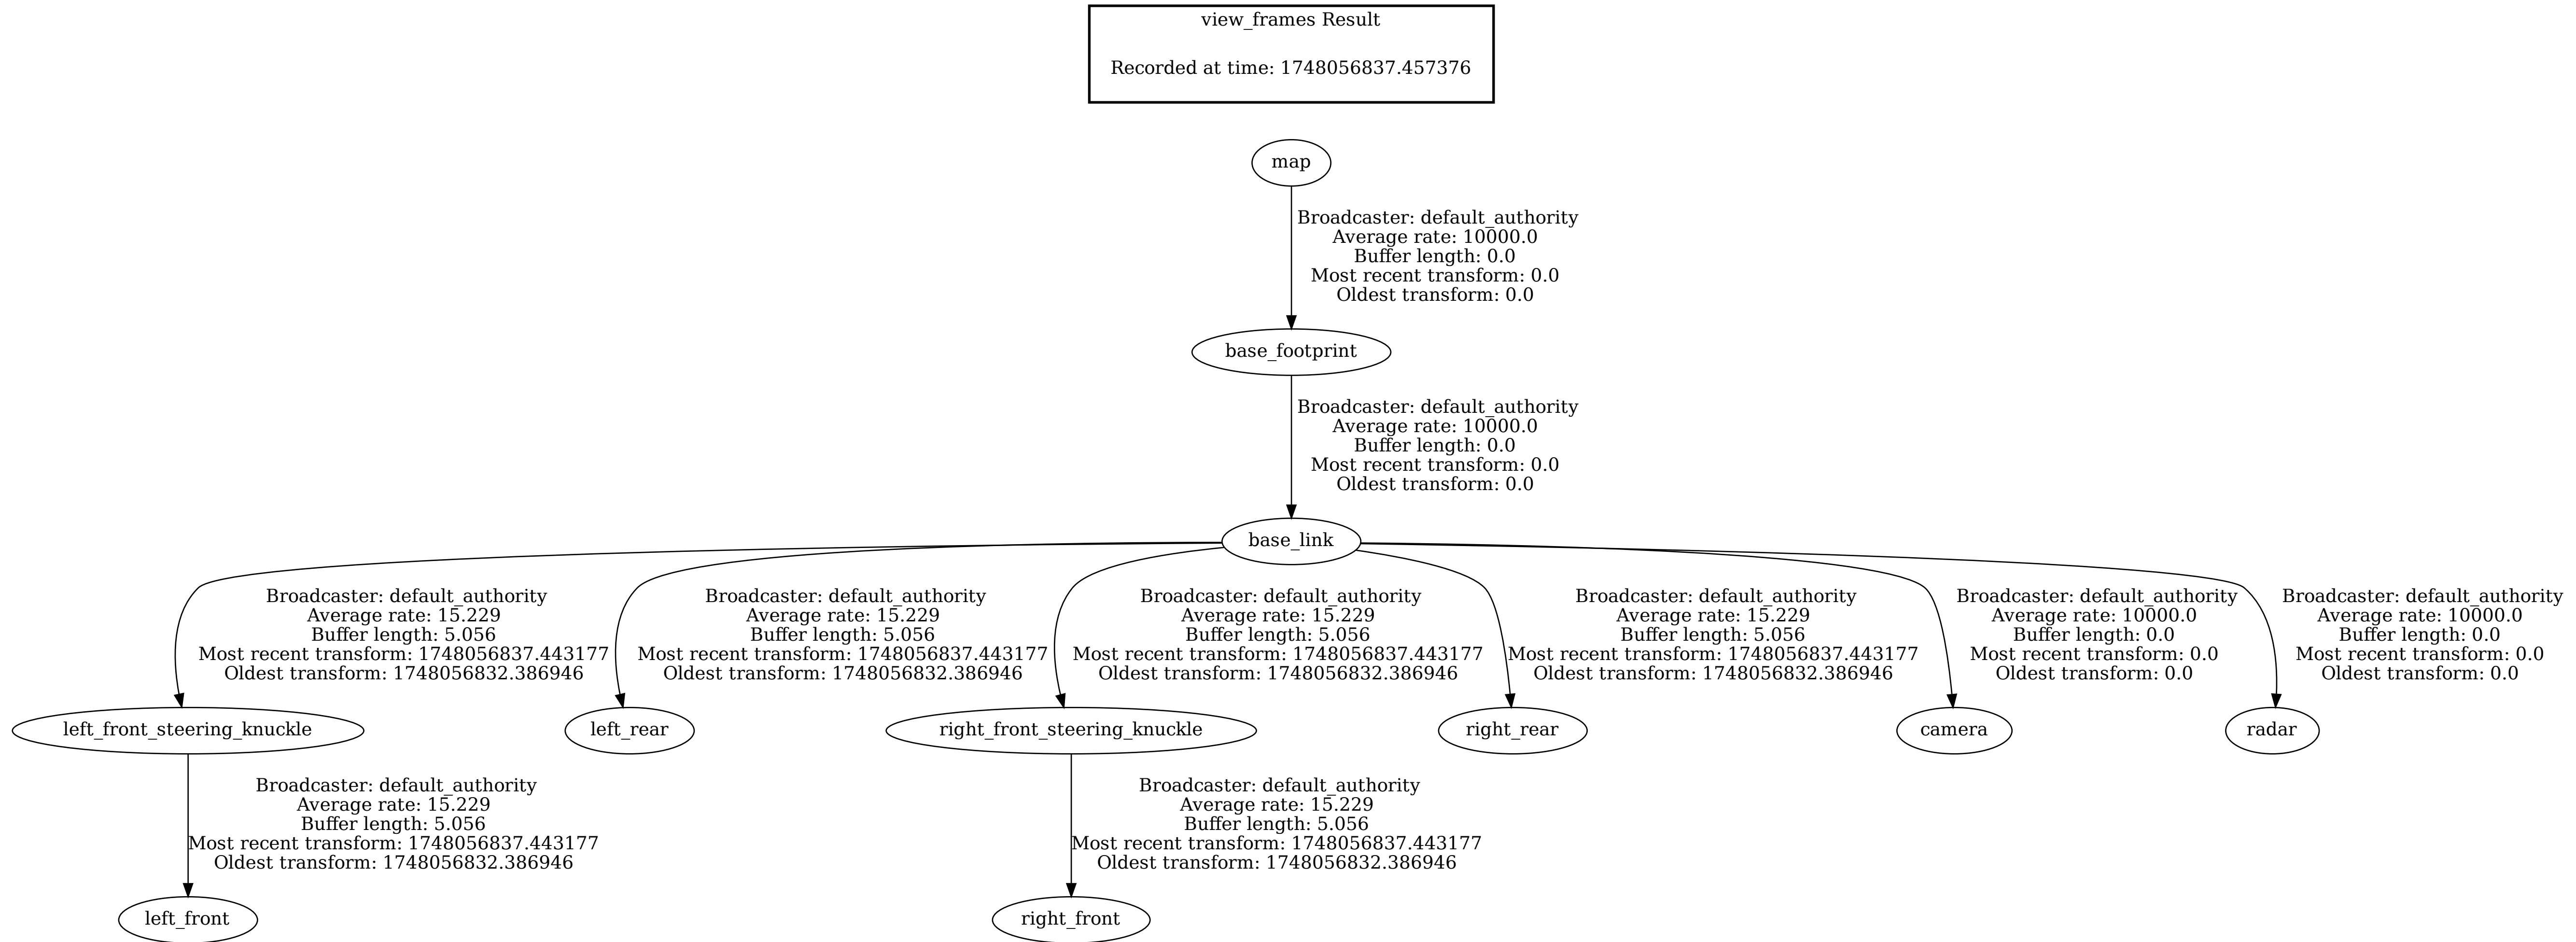 view_frames Result
Recorded at time: 1748056837.457376
map
Broadcaster: default_authority
Average rate: 10000.0
Buffer length: 0.0
Most recent transform: 0.0
Oldest transform: 0.0
base_footprint
Broadcaster: default_authority
Average rate: 10000.0
Buffer length: 0.0
Most recent transform: 0.0
Oldest transform: 0.0
base_link
Broadcaster: default_authority
Average rate: 15.229
Buffer length: 5.056
Most recent transform: 1748056837.443177
Oldest transform: 1748056832.386946
Broadcaster: default_authority
Average rate: 15.229
Buffer length: 5.056
Most recent transform: 1748056837.443177
Oldest transform: 1748056832.386946
Broadcaster: default_authority
Average rate: 15.229
Buffer length: 5.056
Most recent transform: 1748056837.443177
Oldest transform: 1748056832.386946
Broadcaster: default_authority
Average rate: 15.229
Buffer length: 5.056
Most recent transform: 1748056837.443177
Oldest transform: 1748056832.386946
Broadcaster: default_authority
Average rate: 10000.0
Buffer length: 0.0
Most recent transform: 0.0
Oldest transform: 0.0
Broadcaster: default_authority
Average rate: 10000.0
Buffer length: 0.0
Most recent transform: 0.0
Oldest transform: 0.0
left_front_steering_knuckle
left_rear
right_front_steering_knuckle
right_rear
camera
radar
Broadcaster: default_authority
Average rate: 15.229
Buffer length: 5.056
Most recent transform: 1748056837.443177
Oldest transform: 1748056832.386946
Broadcaster: default_authority
Average rate: 15.229
Buffer length: 5.056
Most recent transform: 1748056837.443177
Oldest transform: 1748056832.386946
left_front
right_front